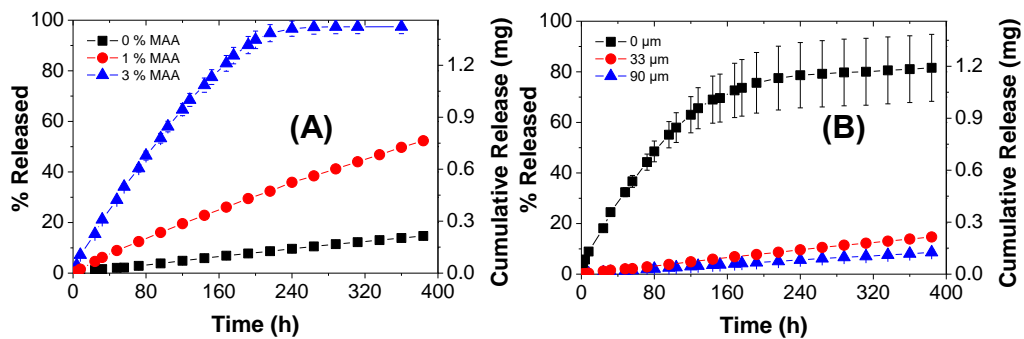 100
80
60
40
20
0
% Released
0 % MAA
1 % MAA
3 % MAA
(A)
1.2
0.9
0.6
0.3
0.0
Cumulative Release (mg)
0 80 160 240 320 400
Time (h)
100
80
60
40
20
0
% Released
0 µm
33 µm
90 µm
(B)
1.2
0.9
0.6
0.3
0.0
Cumulative Release (mg)
0 80 160 240 320 400
Time (h)